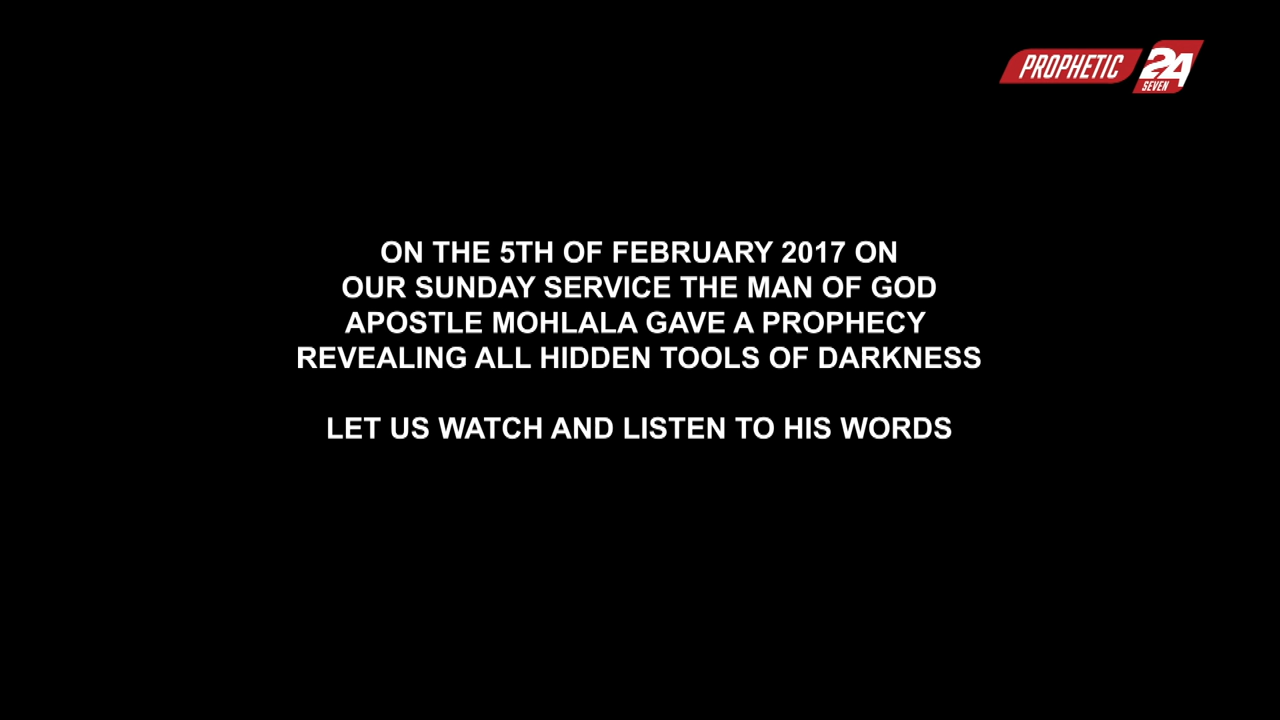 PROPHETIC 24
SEVEN
ON THE 5TH OF FEBRUARY 2017 ON
OUR SUNDAY SERVICE THE MAN OF GOD
APOSTLE MOHLALA GAVE A PROPHECY
REVEALING ALL HIDDEN TOOLS OF DARKNESS
LET US WATCH AND LISTEN TO HIS WORDS